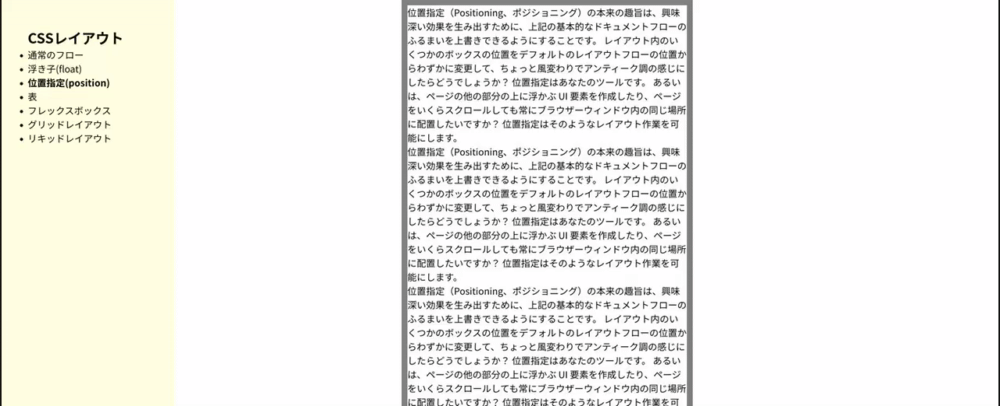 CSSレイアウト
通常のフロー
浮き子(float)
位置指定(position)
表
フレックスボックス
グリッドレイアウト
リキッドレイアウト
位置指定（Positioning、ポジショニング）の本来の趣旨は、興味
深い効果を生み出すために、上記の基本的なドキュメントフローの
ふるまいを上書きできるようにすることです。 レイアウト内のい
くつかのボックスの位置をデフォルトのレイアウトフローの位置か
らわずかに変更して、ちょっと風変わりでアンティーク調の感じに
したらどうでしょうか？ 位置指定はあなたのツールです。 あるい
は、ページの他の部分の上に浮かぶ UI 要素を作成したり、ページ
をいくらスクロールしても常にブラウザーウィンドウ内の同じ場所
に配置したいですか？ 位置指定はそのようなレイアウト作業を可
能にします。
位置指定（Positioning、ポジショニング）の本来の趣旨は、興味
深い効果を生み出すために、上記の基本的なドキュメントフローの
ふるまいを上書きできるようにすることです。 レイアウト内のい
くつかのボックスの位置をデフォルトのレイアウトフローの位置か
らわずかに変更して、ちょっと風変わりでアンティーク調の感じに
したらどうでしょうか？ 位置指定はあなたのツールです。 あるい
は、ページの他の部分の上に浮かぶ UI 要素を作成したり、ページ
をいくらスクロールしても常にブラウザーウィンドウ内の同じ場所
に配置したいですか？ 位置指定はそのようなレイアウト作業を可
能にします。
位置指定（Positioning、ポジショニング）の本来の趣旨は、興味
深い効果を生み出すために、上記の基本的なドキュメントフローの
ふるまいを上書きできるようにすることです。 レイアウト内のい
くつかのボックスの位置をデフォルトのレイアウトフローの位置か
らわずかに変更して、ちょっと風変わりでアンティーク調の感じに
したらどうでしょうか？ 位置指定はあなたのツールです。 あるい
は、ページの他の部分の上に浮かぶ UI 要素を作成したり、ページ
をいくらスクロールしても常にブラウザーウィンドウ内の同じ場所
に配置したいですか？ 位置指定はそのようなレイアウト作業を可